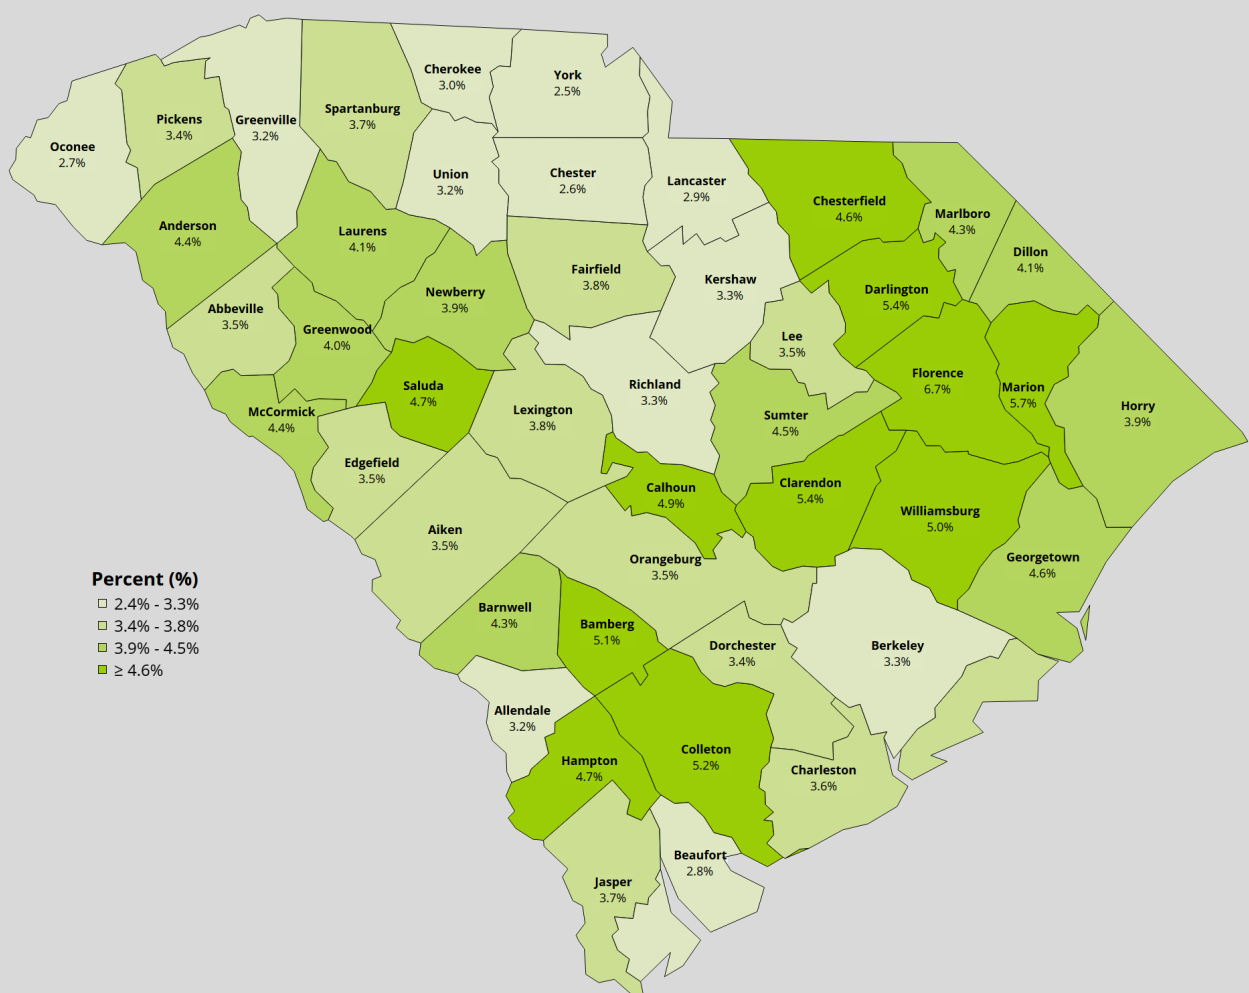 Cherokee
3.0%
York
2.5%
Spartanburg
3.7%
Pickens
3.4%
Greenville
3.2%
Oconee
2.7%
Union
3.2%
Chester
2.6%
Lancaster
2.9%
Chesterfield
4.6%
Marlboro
4.3%
Anderson
4.4%
Laurens
4.1%
Dillon
4.1%
Fairfield
3.8%
Kershaw
3.3%
Darlington
5.4%
Newberry
3.9%
Abbeville
3.5%
Greenwood
4.0%
Lee
3.5%
Florence
6.7%
Saluda
4.7%
Richland
3.3%
Marion
5.7%
Horry
3.9%
McCormick
4.4%
Lexington
3.8%
Sumter
4.5%
Edgefield
3.5%
Calhoun
4.9%
Clarendon
5.4%
Williamsburg
5.0%
Aiken
3.5%
Orangeburg
3.5%
Georgetown
4.6%
Percent (%)
2.4% - 3.3%
3.4% - 3.8%
3.9% - 4.5%
≥ 4.6%
Barnwell
4.3%
Bamberg
5.1%
Dorchester
3.4%
Berkeley
3.3%
Allendale
3.2%
Hampton
4.7%
Colleton
5.2%
Charleston
3.6%
Beaufort
2.8%
Jasper
3.7%